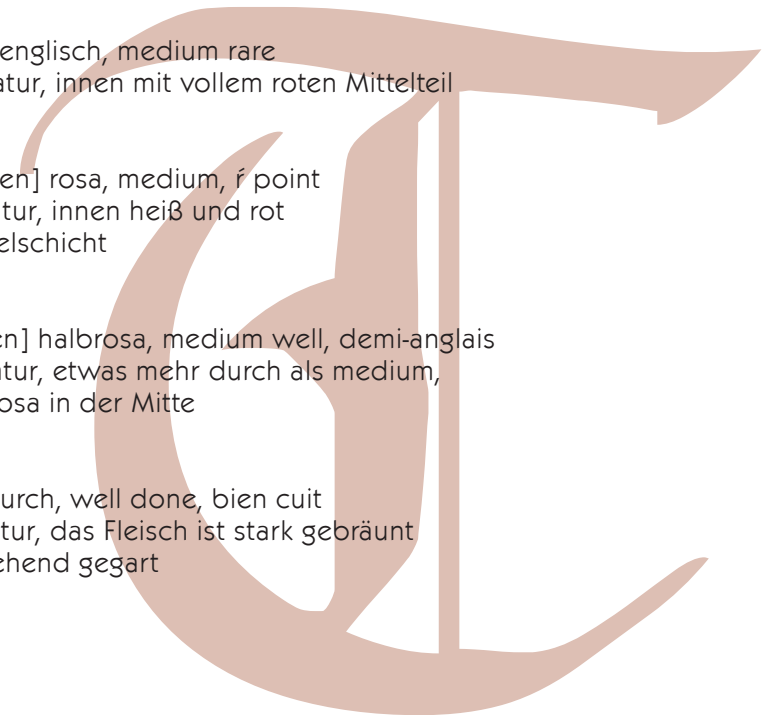 englisch, medium rare
atur, innen mit vollem roten Mittelteil
en] rosa, medium, ŕ point
tur, innen heiß und rot
elschicht
en] halbrosa, medium well, demi-anglais
atur, etwas mehr durch als medium,
osa in der Mitte
urch, well done, bien cuit
tur, das Fleisch ist stark gebräunt
ehend gegart